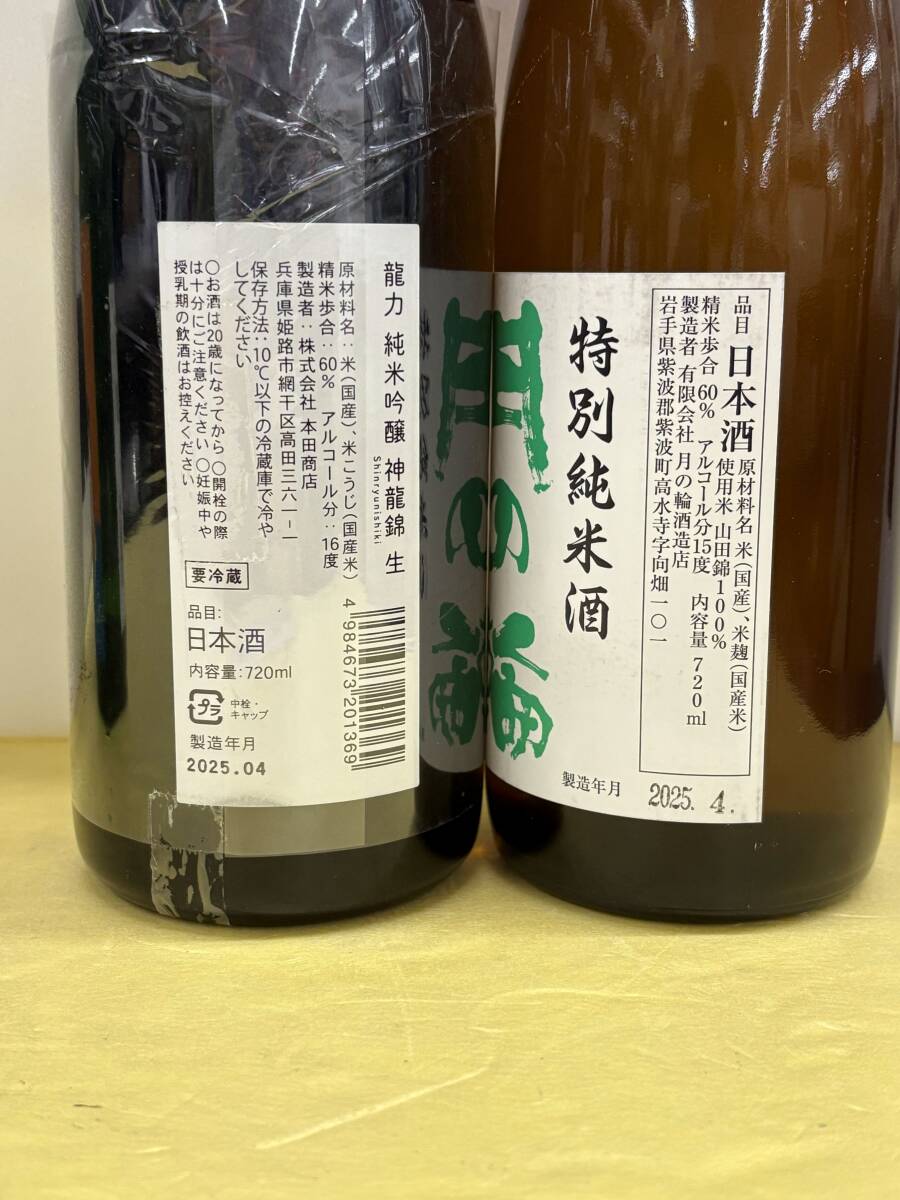 龍力 純米吟醸 神龍錦 生
Shinryunishiki
原材料名：米（国産）、米こうじ（国産米）
精米歩合：60% アルコール分：16度
製造者：株式会社 本田商店
兵庫県姫路市網干区高田三六一-一
保存方法：10℃以下の冷蔵庫で冷や
してください
〇お酒は20歳になってから 〇開栓の際
は十分にご注意ください 〇妊娠中や
授乳期の飲酒はお控えください
要冷蔵
品目：
日本酒
内容量：720ml
プラ
中栓・
キャップ
製造年月
2025.04
4984673201369
月の輪
特別純米酒
品目 日本酒
原材料名 米（国産）、米麹（国産米）
使用米 山田錦100%
精米歩合 60% アルコール分15度 内容量 720ml
製造者 有限会社 月の輪酒造店
岩手県紫波郡紫波町高水寺字向畑一〇一
製造年月
2025. 4.